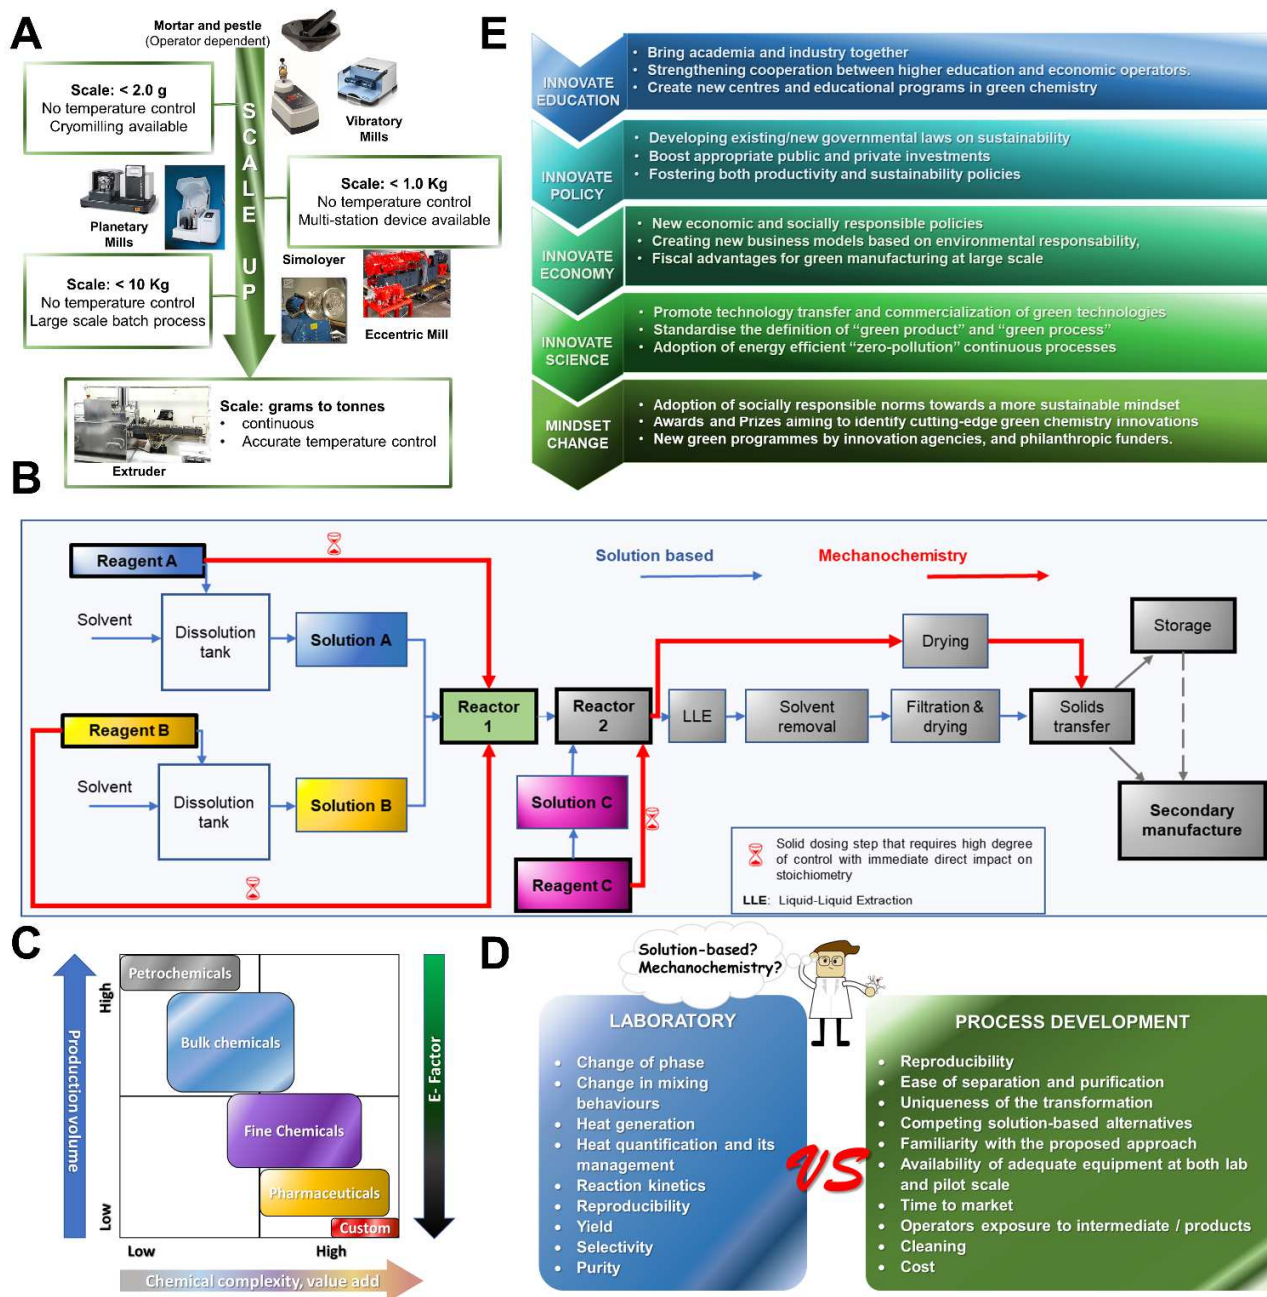 A
Mortar and pestle
(Operator dependent)
Scale: < 2.0 g
No temperature control
Cryomilling available
Vibratory
Mills
SCALE UP
Scale: < 1.0 Kg
No temperature control
Multi-station device available
Planetary
Mills
Scale: < 10 Kg
No temperature control
Large scale batch process
Simoloyer
Eccentric Mill
Scale: grams to tonnes
• continuous
• Accurate temperature control
Extruder
E
INNOVATE
EDUCATION
• Bring academia and industry together
• Strengthening cooperation between higher education and economic operators.
• Create new centres and educational programs in green chemistry
INNOVATE
POLICY
• Developing existing/new governmental laws on sustainability
• Boost appropriate public and private investments
• Fostering both productivity and sustainability policies
INNOVATE
ECONOMY
• New economic and socially responsible policies
• Creating new business models based on environmental responsability,
• Fiscal advantages for green manufacturing at large scale
INNOVATE
SCIENCE
• Promote technology transfer and commercialization of green technologies
• Standardise the definition of “green product” and “green process”
• Adoption of energy efficient “zero-pollution” continuous processes
MINDSET
CHANGE
• Adoption of socially responsible norms towards a more sustainable mindset
• Awards and Prizes aiming to identify cutting-edge green chemistry innovations
• New green programmes by innovation agencies, and philanthropic funders.
B
Reagent A
Solution based
Mechanochemistry
Solvent
Dissolution
tank
Solution A
Drying
Storage
Reagent B
Reactor
1
Reactor
2
LLE
Solvent
removal
Filtration &
drying
Solids
transfer
Solvent
Dissolution
tank
Solution B
Solution C
Reagent C
Secondary
manufacture
Solid dosing step that requires high degree
of control with immediate direct impact on
stoichiometry
LLE: Liquid-Liquid Extraction
C
Production volume
High
Low
Petrochemicals
Bulk chemicals
Fine Chemicals
Pharmaceuticals
Custom
E- Factor
Low
High
Chemical complexity, value add
D
Solution-based?
Mechanochemistry?
LABORATORY
• Change of phase
• Change in mixing
behaviours
• Heat generation
• Heat quantification and its
management
• Reaction kinetics
• Reproducibility
• Yield
• Selectivity
• Purity
VS
PROCESS DEVELOPMENT
• Reproducibility
• Ease of separation and purification
• Uniqueness of the transformation
• Competing solution-based alternatives
• Familiarity with the proposed approach
• Availability of adequate equipment at both lab
and pilot scale
• Time to market
• Operators exposure to intermediate / products
• Cleaning
• Cost